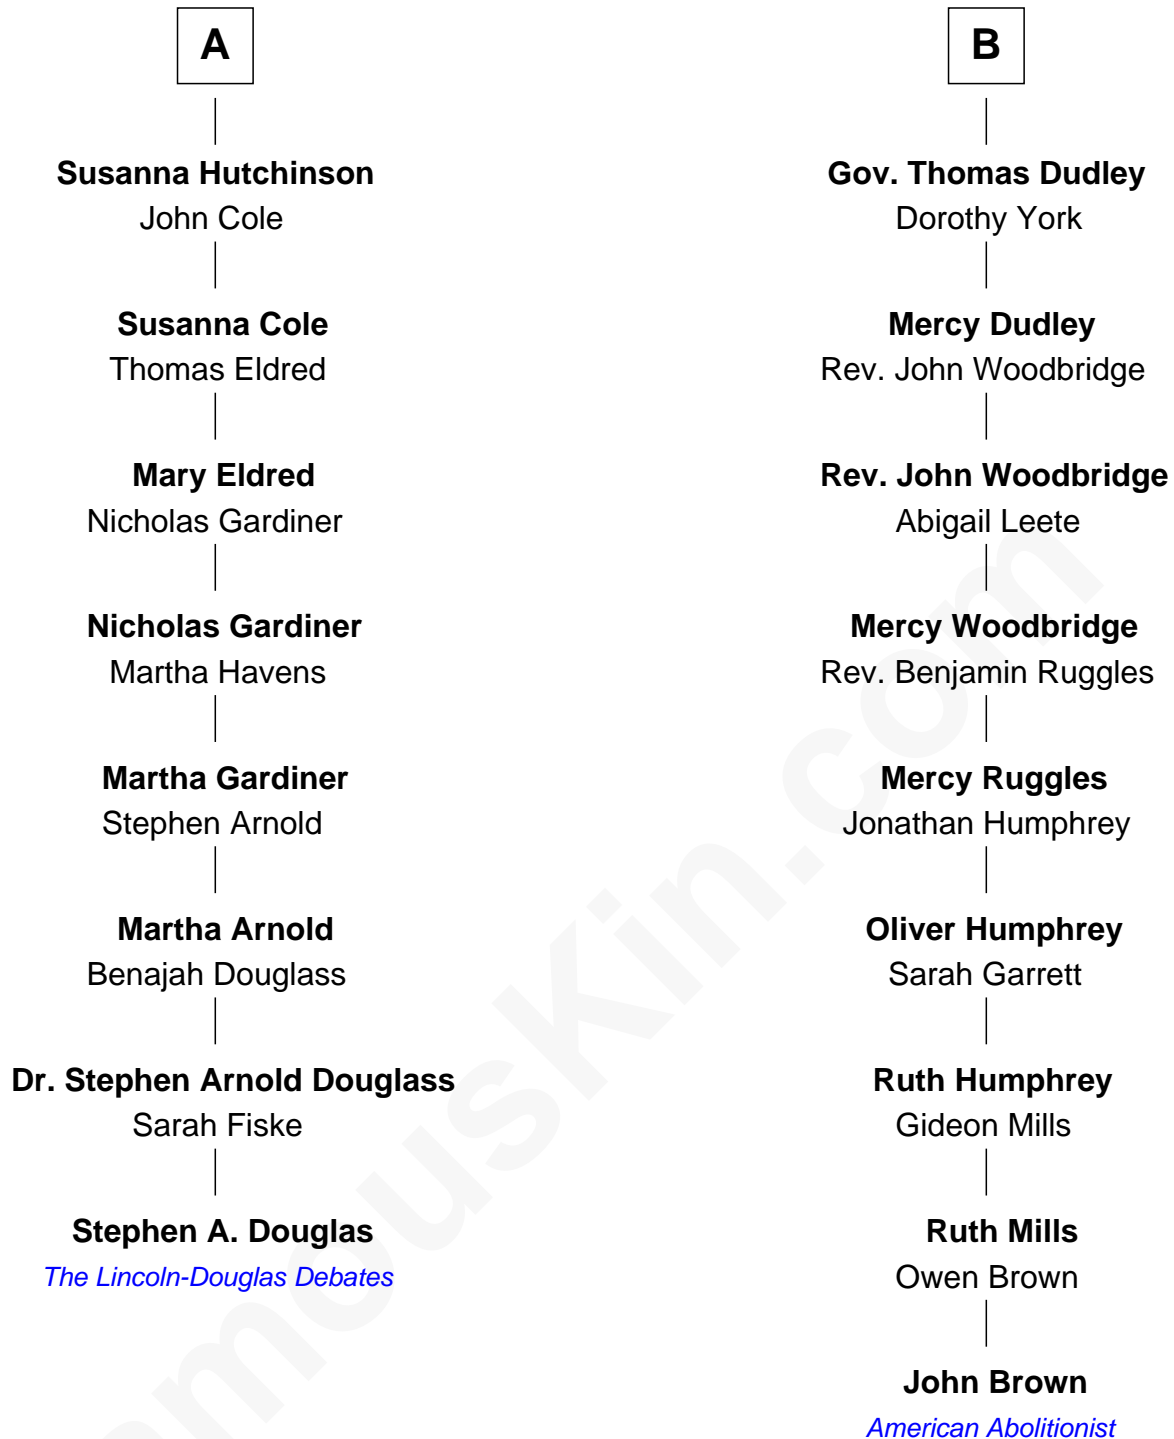 A
Susanna Hutchinson
John Cole
Susanna Cole
Thomas Eldred
Mary Eldred
Nicholas Gardiner
Nicholas Gardiner
Martha Havens
Martha Gardiner
Stephen Arnold
Martha Arnold
Benajah Douglass
Dr. Stephen Arnold Douglass
Sarah Fiske
Stephen A. Douglas
The Lincoln-Douglas Debates
B
Gov. Thomas Dudley
Dorothy York
Mercy Dudley
Rev. John Woodbridge
Rev. John Woodbridge
Abigail Leete
Mercy Woodbridge
Rev. Benjamin Ruggles
Mercy Ruggles
Jonathan Humphrey
Oliver Humphrey
Sarah Garrett
Ruth Humphrey
Gideon Mills
Ruth Mills
Owen Brown
John Brown
American Abolitionist
amousKin.com